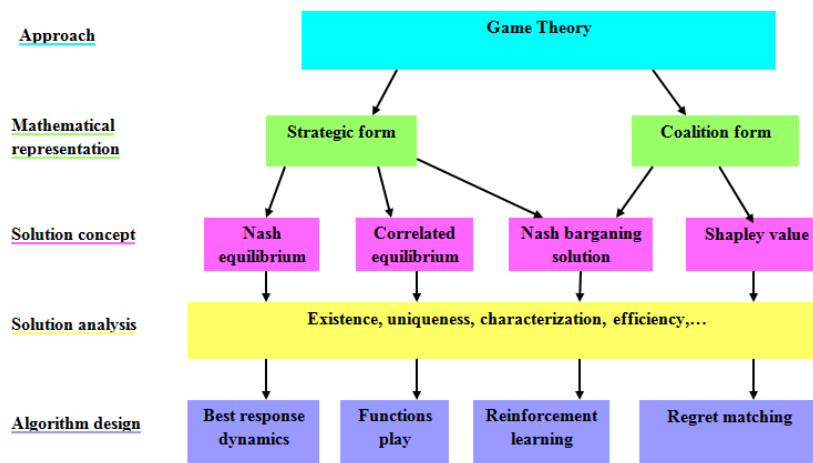 Approach
Game Theory
Mathematical
representation
Strategic form
Coalition form
Solution concept
Nash
equilibrium
Correlated
equilibrium
Nash barganing
solution
Shapley value
Solution analysis
Existence, uniqueness, characterization, efficiency,…
Algorithm design
Best response
dynamics
Functions
play
Reinforcement
learning
Regret matching